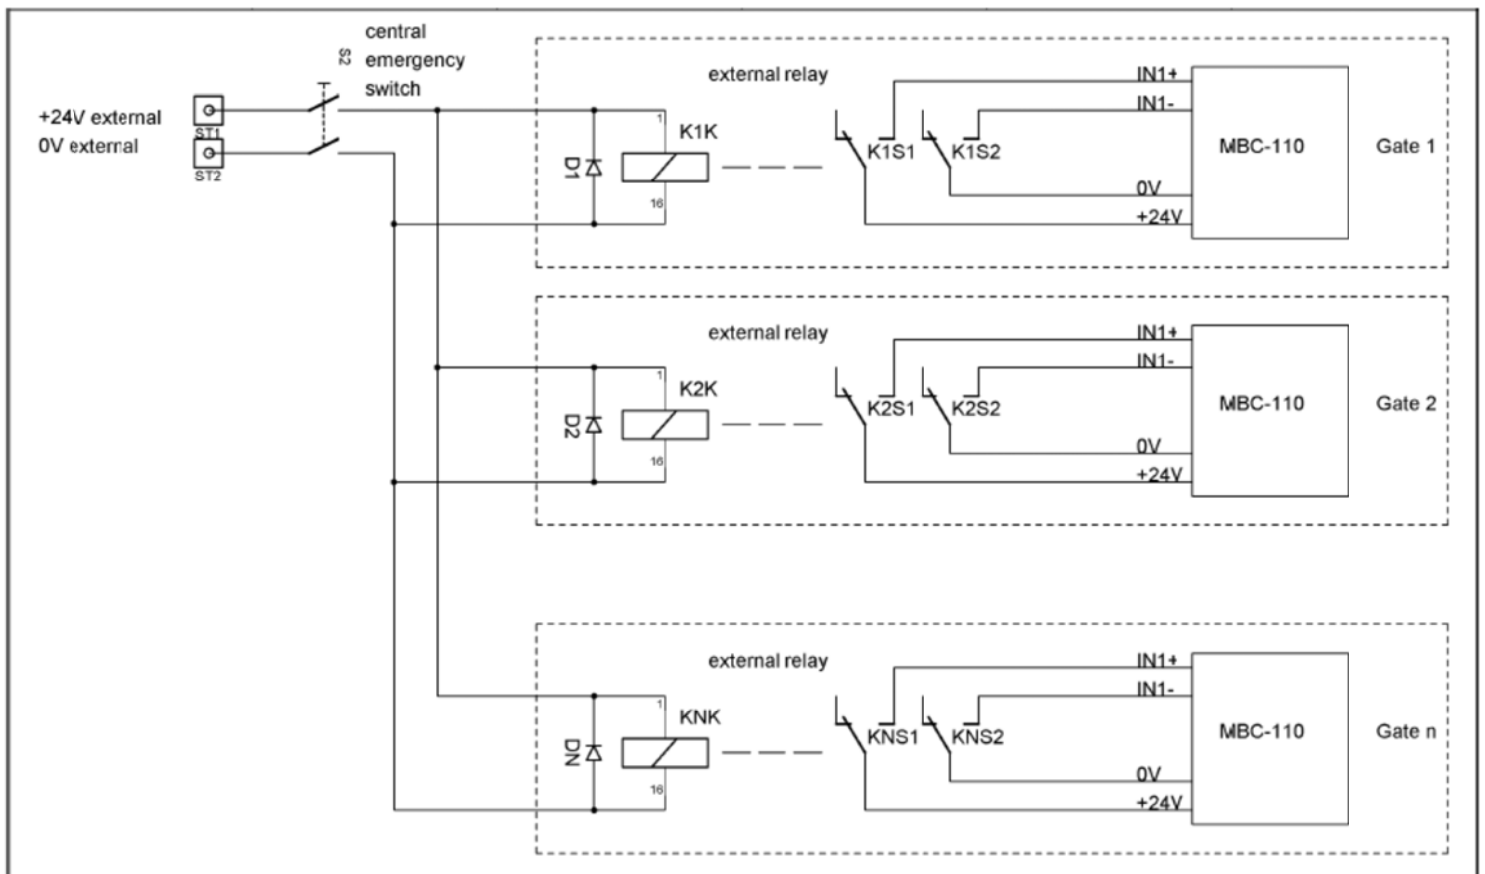 central
S2 emergency
switch
+24V external
ST1
0V external
ST2
external relay
IN1+
IN1-
1
K1K
D1
K1S1
K1S2
MBC-110
Gate 1
16
0V
+24V
external relay
IN1+
IN1-
1
K2K
D2
K2S1
K2S2
MBC-110
Gate 2
16
0V
+24V
external relay
IN1+
IN1-
1
KNK
DN
KNS1
KNS2
MBC-110
Gate n
16
0V
+24V